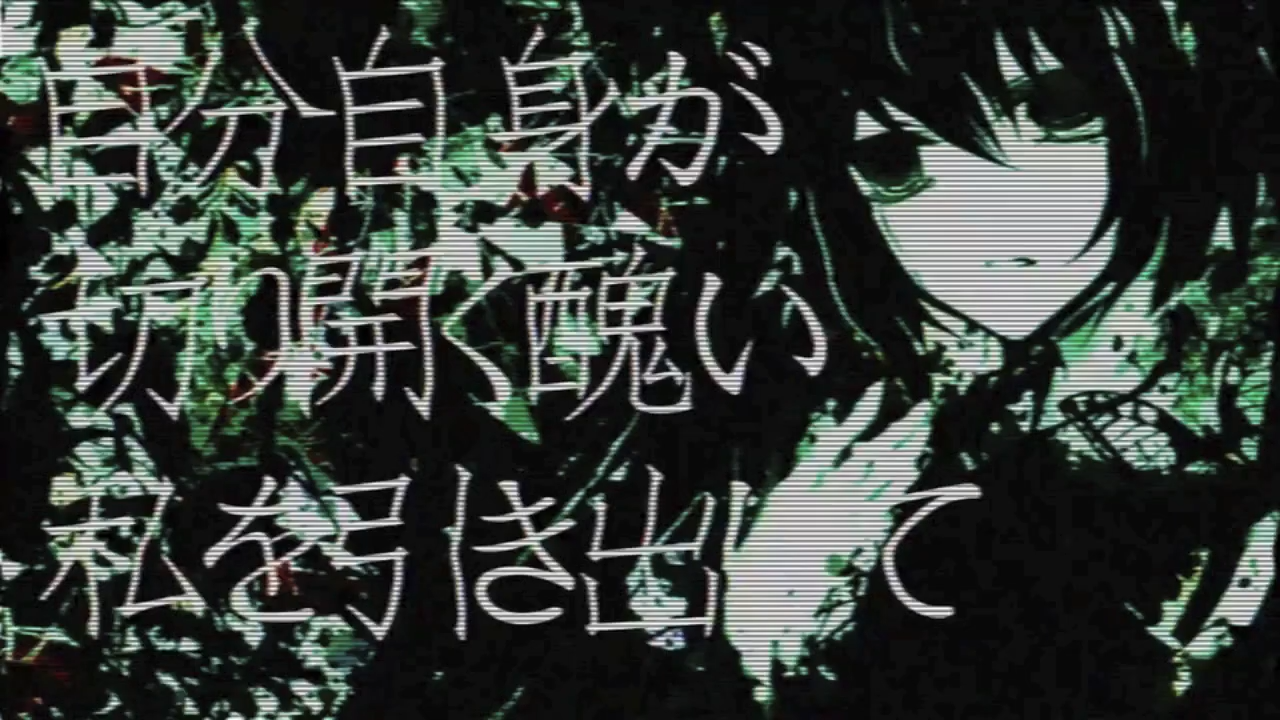 自分自身が
切り開く醜い
私を引き出して